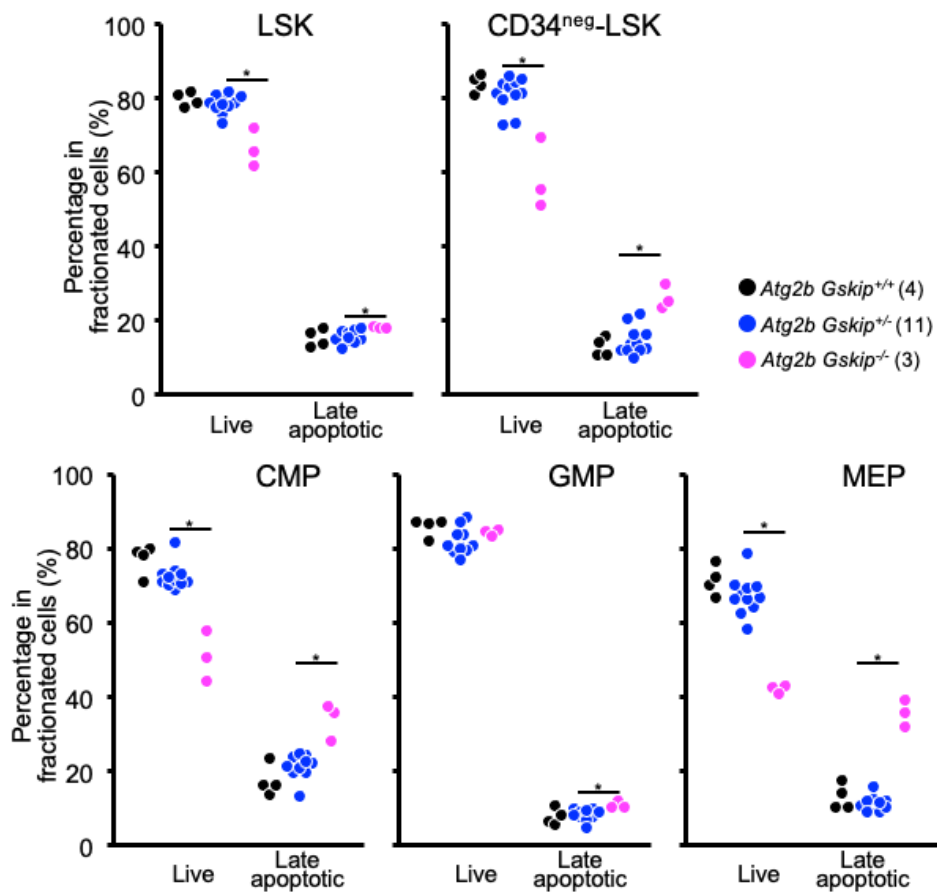 LSK
CD34neg-LSK
Percentage in
fractionated cells (%)
100
80
60
40
20
0
*
*
*
*
Live
Late
apoptotic
Live
Late
apoptotic
Atg2b Gskip+/+ (4)
Atg2b Gskip+/- (11)
Atg2b Gskip-/- (3)
CMP
GMP
MEP
Percentage in
fractionated cells (%)
100
80
60
40
20
0
*
*
*
*
*
Live
Late
apoptotic
Live
Late
apoptotic
Live
Late
apoptotic